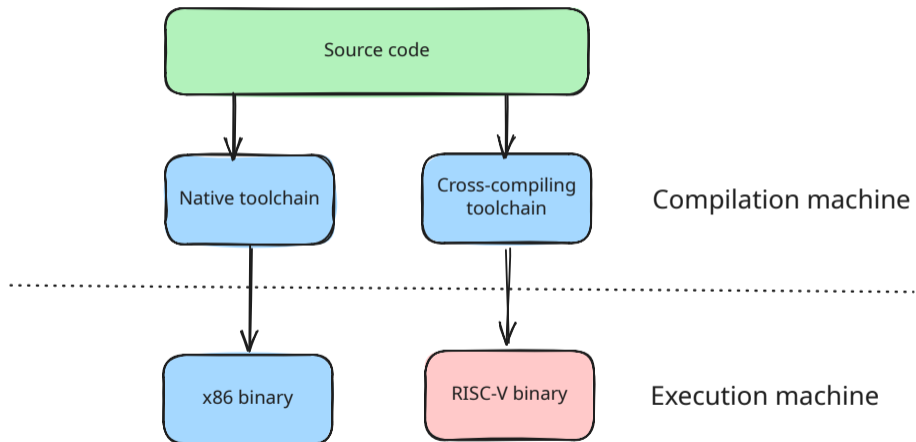 Source code
Native toolchain
Cross-compiling
toolchain
Compilation machine
x86 binary
RISC-V binary
Execution machine